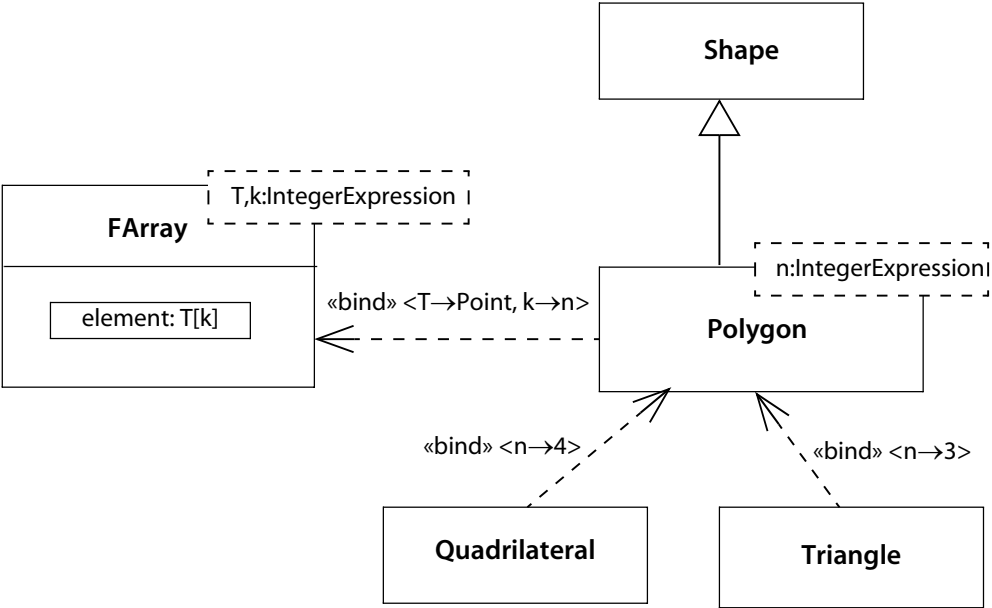 Shape
T,k:IntegerExpression
FArray
n:IntegerExpression
«bind» <T→Point, k→n>
element: T[k]
Polygon
«bind» <n→4>
«bind» <n→3>
Quadrilateral
Triangle